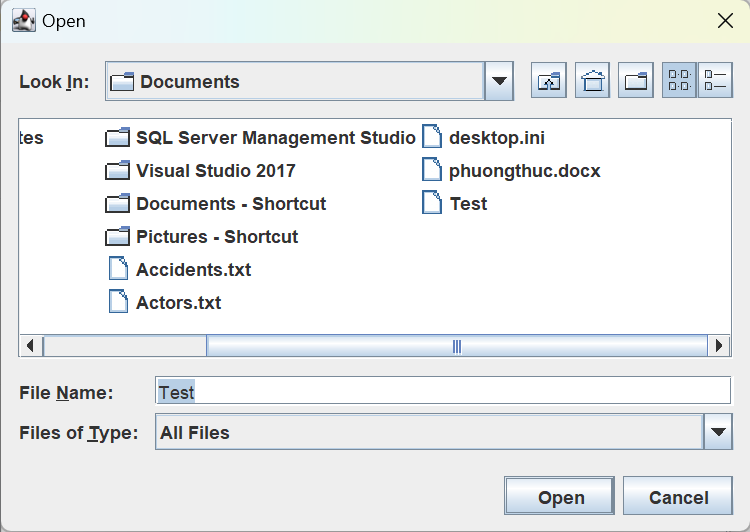 Open
Look In: Documents
tes SQL Server Management Studio desktop.ini
Visual Studio 2017 phuongthuc.docx
Documents - Shortcut Test
Pictures - Shortcut
Accidents.txt
Actors.txt
File Name: Test
Files of Type: All Files
Open Cancel